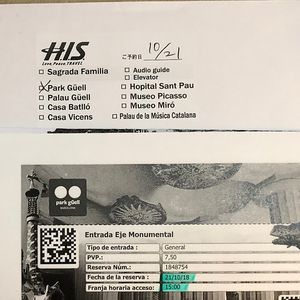 H.I.S
Love, Peace, TRAVEL
ご予約日 10/21
Sagrada Familia
Audio guide
Elevator
Park Güell
Hopital Sant Pau
Palau Güell
Museo Picasso
Casa Batlló
Museo Miró
Casa Vicens
Palau de la Música Catalana
park güell
BARCELONA
Entrada Eje Monumental
Tipo de entrada: General
PVP.: 7,50
Reserva Núm.: 1848754
Fecha de la reserva : 21/10/18
Franja horaria acceso: 15:00